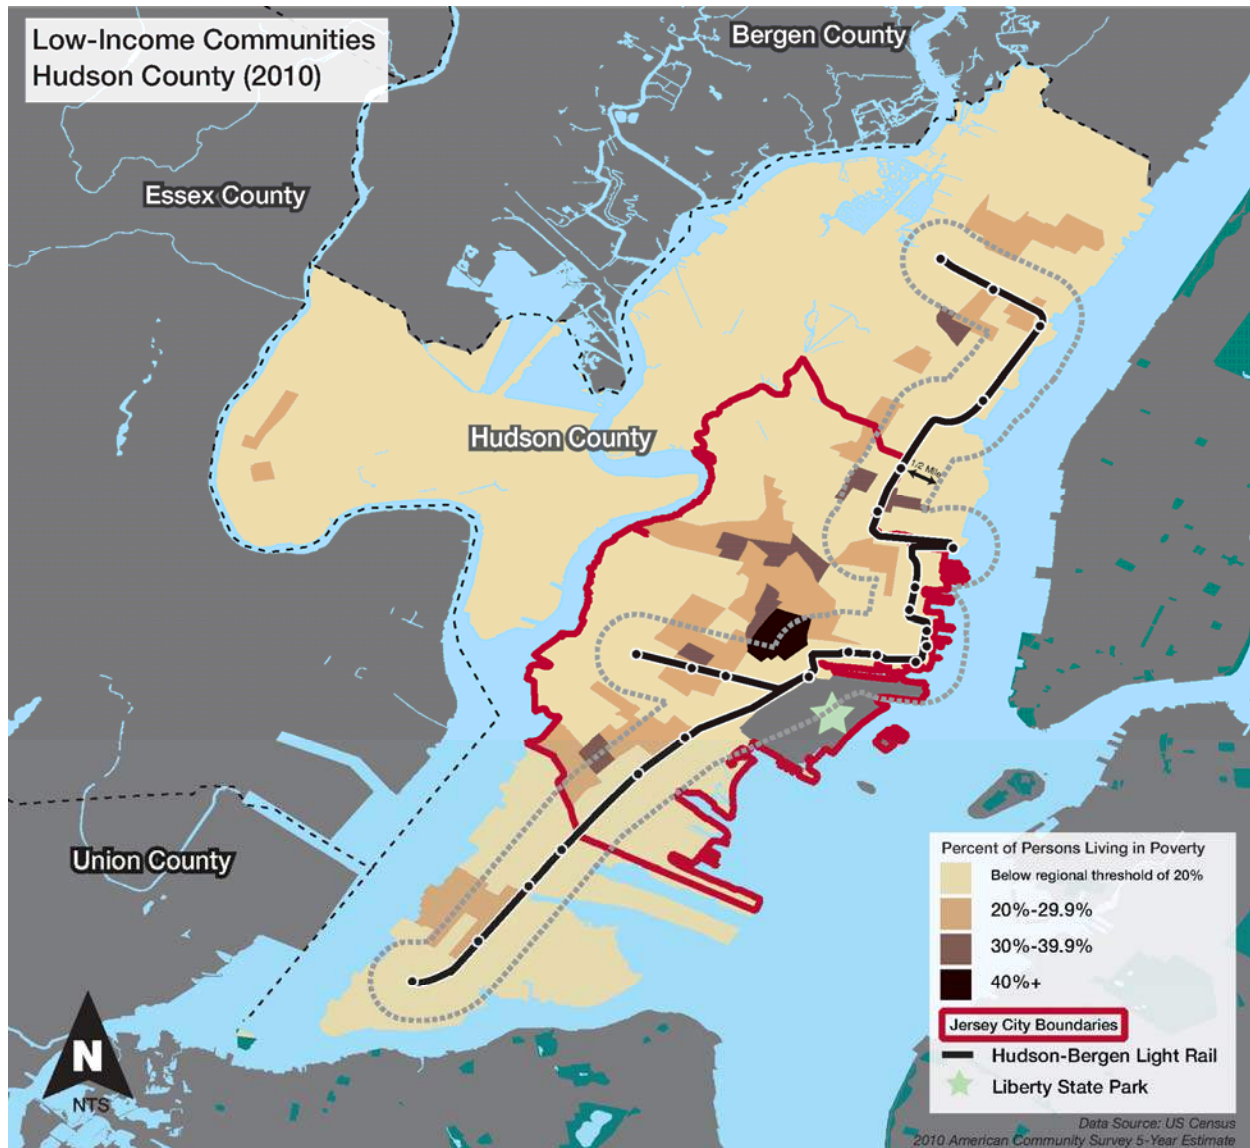 Low-Income Communities
Hudson County (2010)
Bergen County
Essex County
Hudson County
1/2 Mile
Union County
Percent of Persons Living in Poverty
Below regional threshold of 20%
20%-29.9%
30%-39.9%
40%+
Jersey City Boundaries
Hudson-Bergen Light Rail
Liberty State Park
N
NTS
Data Source: US Census
2010 American Community Survey 5-Year Estimate